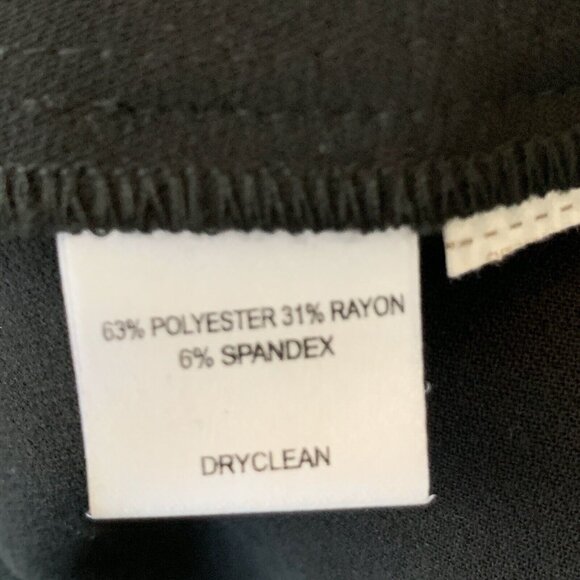 63% POLYESTER 31% RAYON
6% SPANDEX
DRYCLEAN